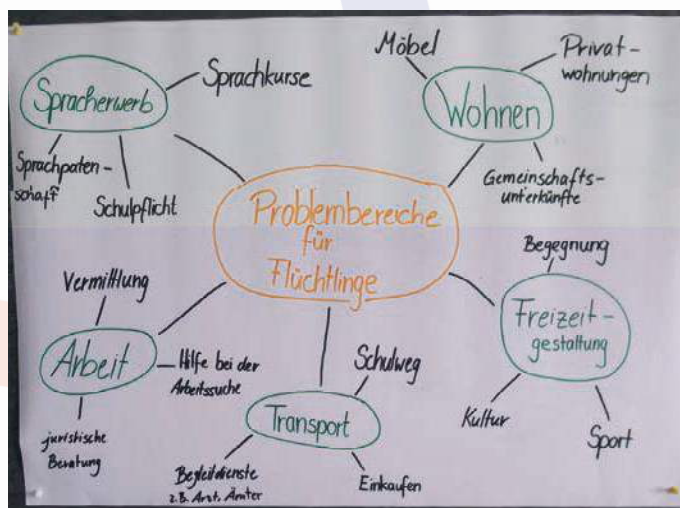 Spracherwerb
Sprachkurse
Sprachpaten-
schaft
Schulpflicht
Möbel
Privat-
wohnungen
Wohnen
Gemeinschafts-
unterkünfte
Problembereiche
für
Flüchtlinge
Begegnung
Freizeit-
gestaltung
Kultur
Sport
Vermittlung
Arbeit
Hilfe bei der
Arbeitssuche
juristische
Beratung
Schulweg
Transport
Begleitdienste
z.B. Arzt, Ämter
Einkaufen